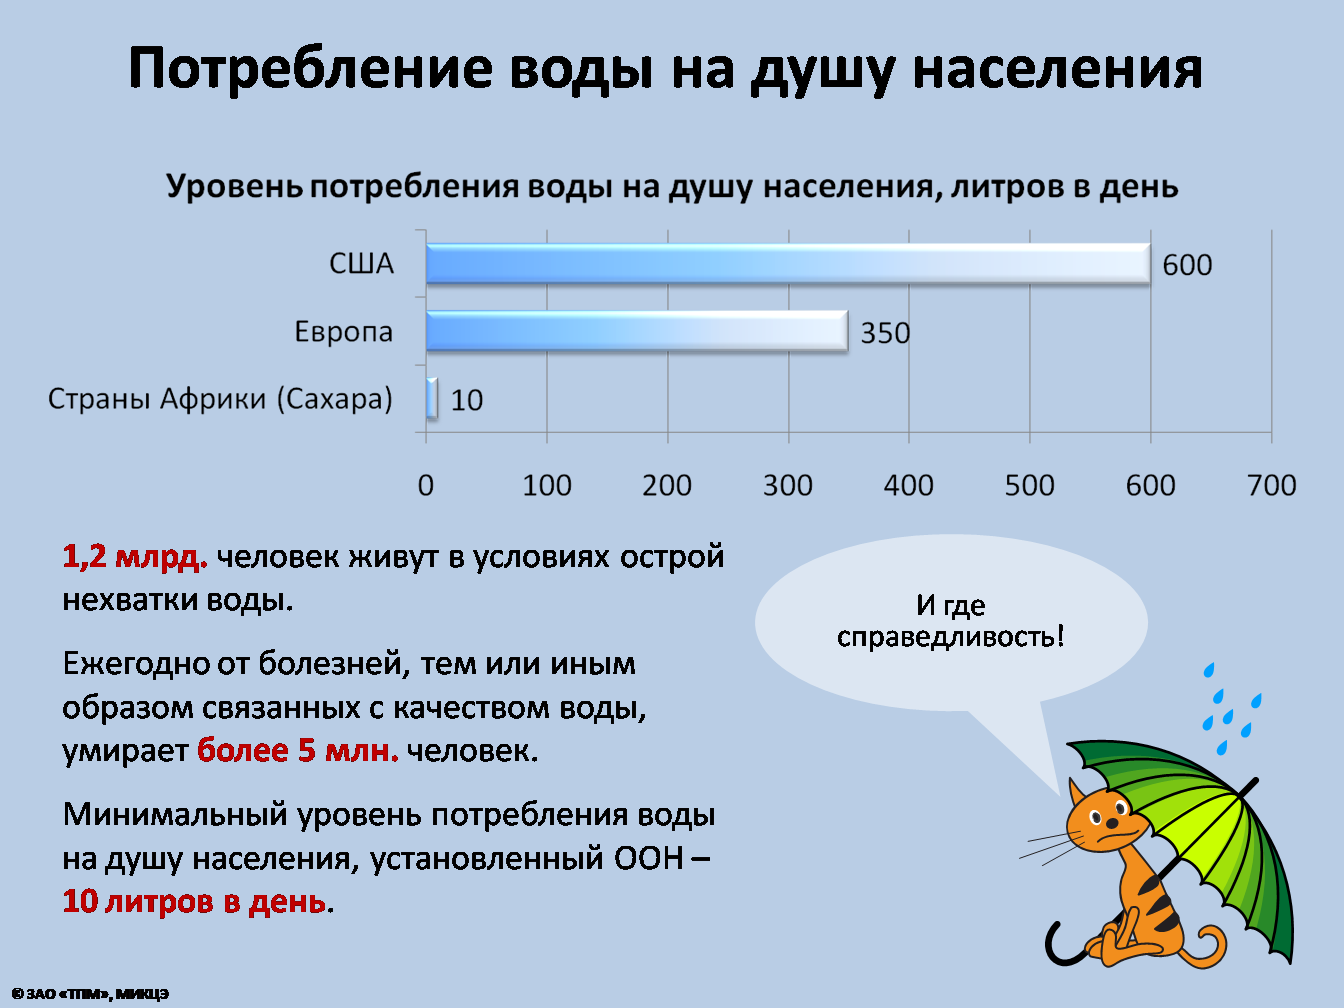 Потребление воды на душу населения
Уровень потребления воды на душу населения, литров в день
США 600
Европа 350
Страны Африки (Сахара) 10
0 100 200 300 400 500 600 700
1,2 млрд. человек живут в условиях острой
нехватки воды.
Ежегодно от болезней, тем или иным
образом связанных с качеством воды,
умирает более 5 млн. человек.
Минимальный уровень потребления воды
на душу населения, установленный ООН –
10 литров в день.
И где
справедливость!
© ЗАО «ТПМ», МИКЦЭ